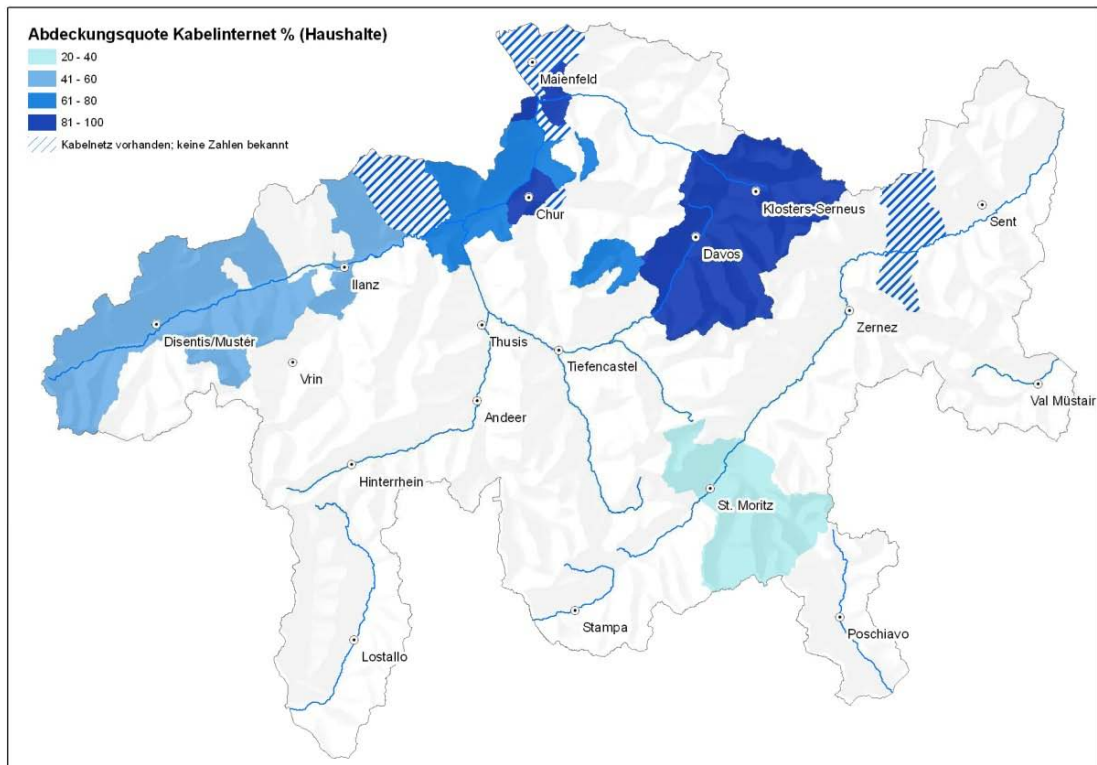 Abdeckungsquote Kabelinternet % (Haushalte)
20 - 40
41 - 60
61 - 80
81 - 100
Kabelnetz vorhanden; keine Zahlen bekannt
Maienfeld
Chur
Klosters-Serneus
Sent
Davos
Ilanz
Zernez
Disentis/Mustér
Thusis
Tiefencastel
Vrin
Val Müstair
Andeer
Hinterrhein
St. Moritz
Stampa
Poschiavo
Lostallo